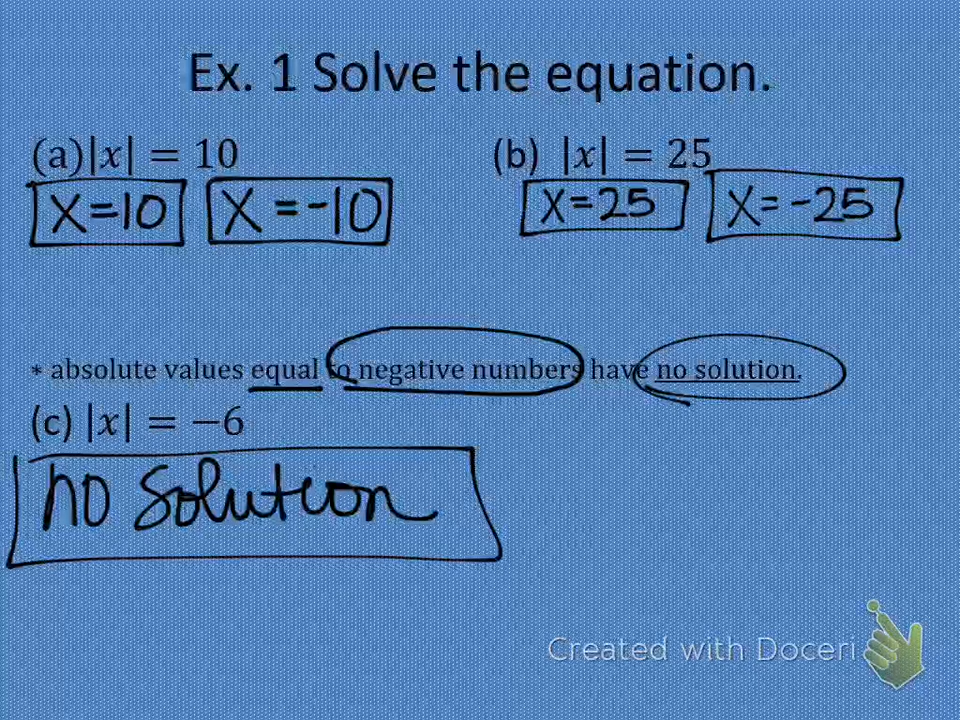 Ex. 1 Solve the equation.
(a)|x| = 10 (b) |x| = 25
X=10 X=-10 X=25 X=-25
* absolute values equal to negative numbers have no solution.
(c) |x| = −6
no solution
Created with Doceri